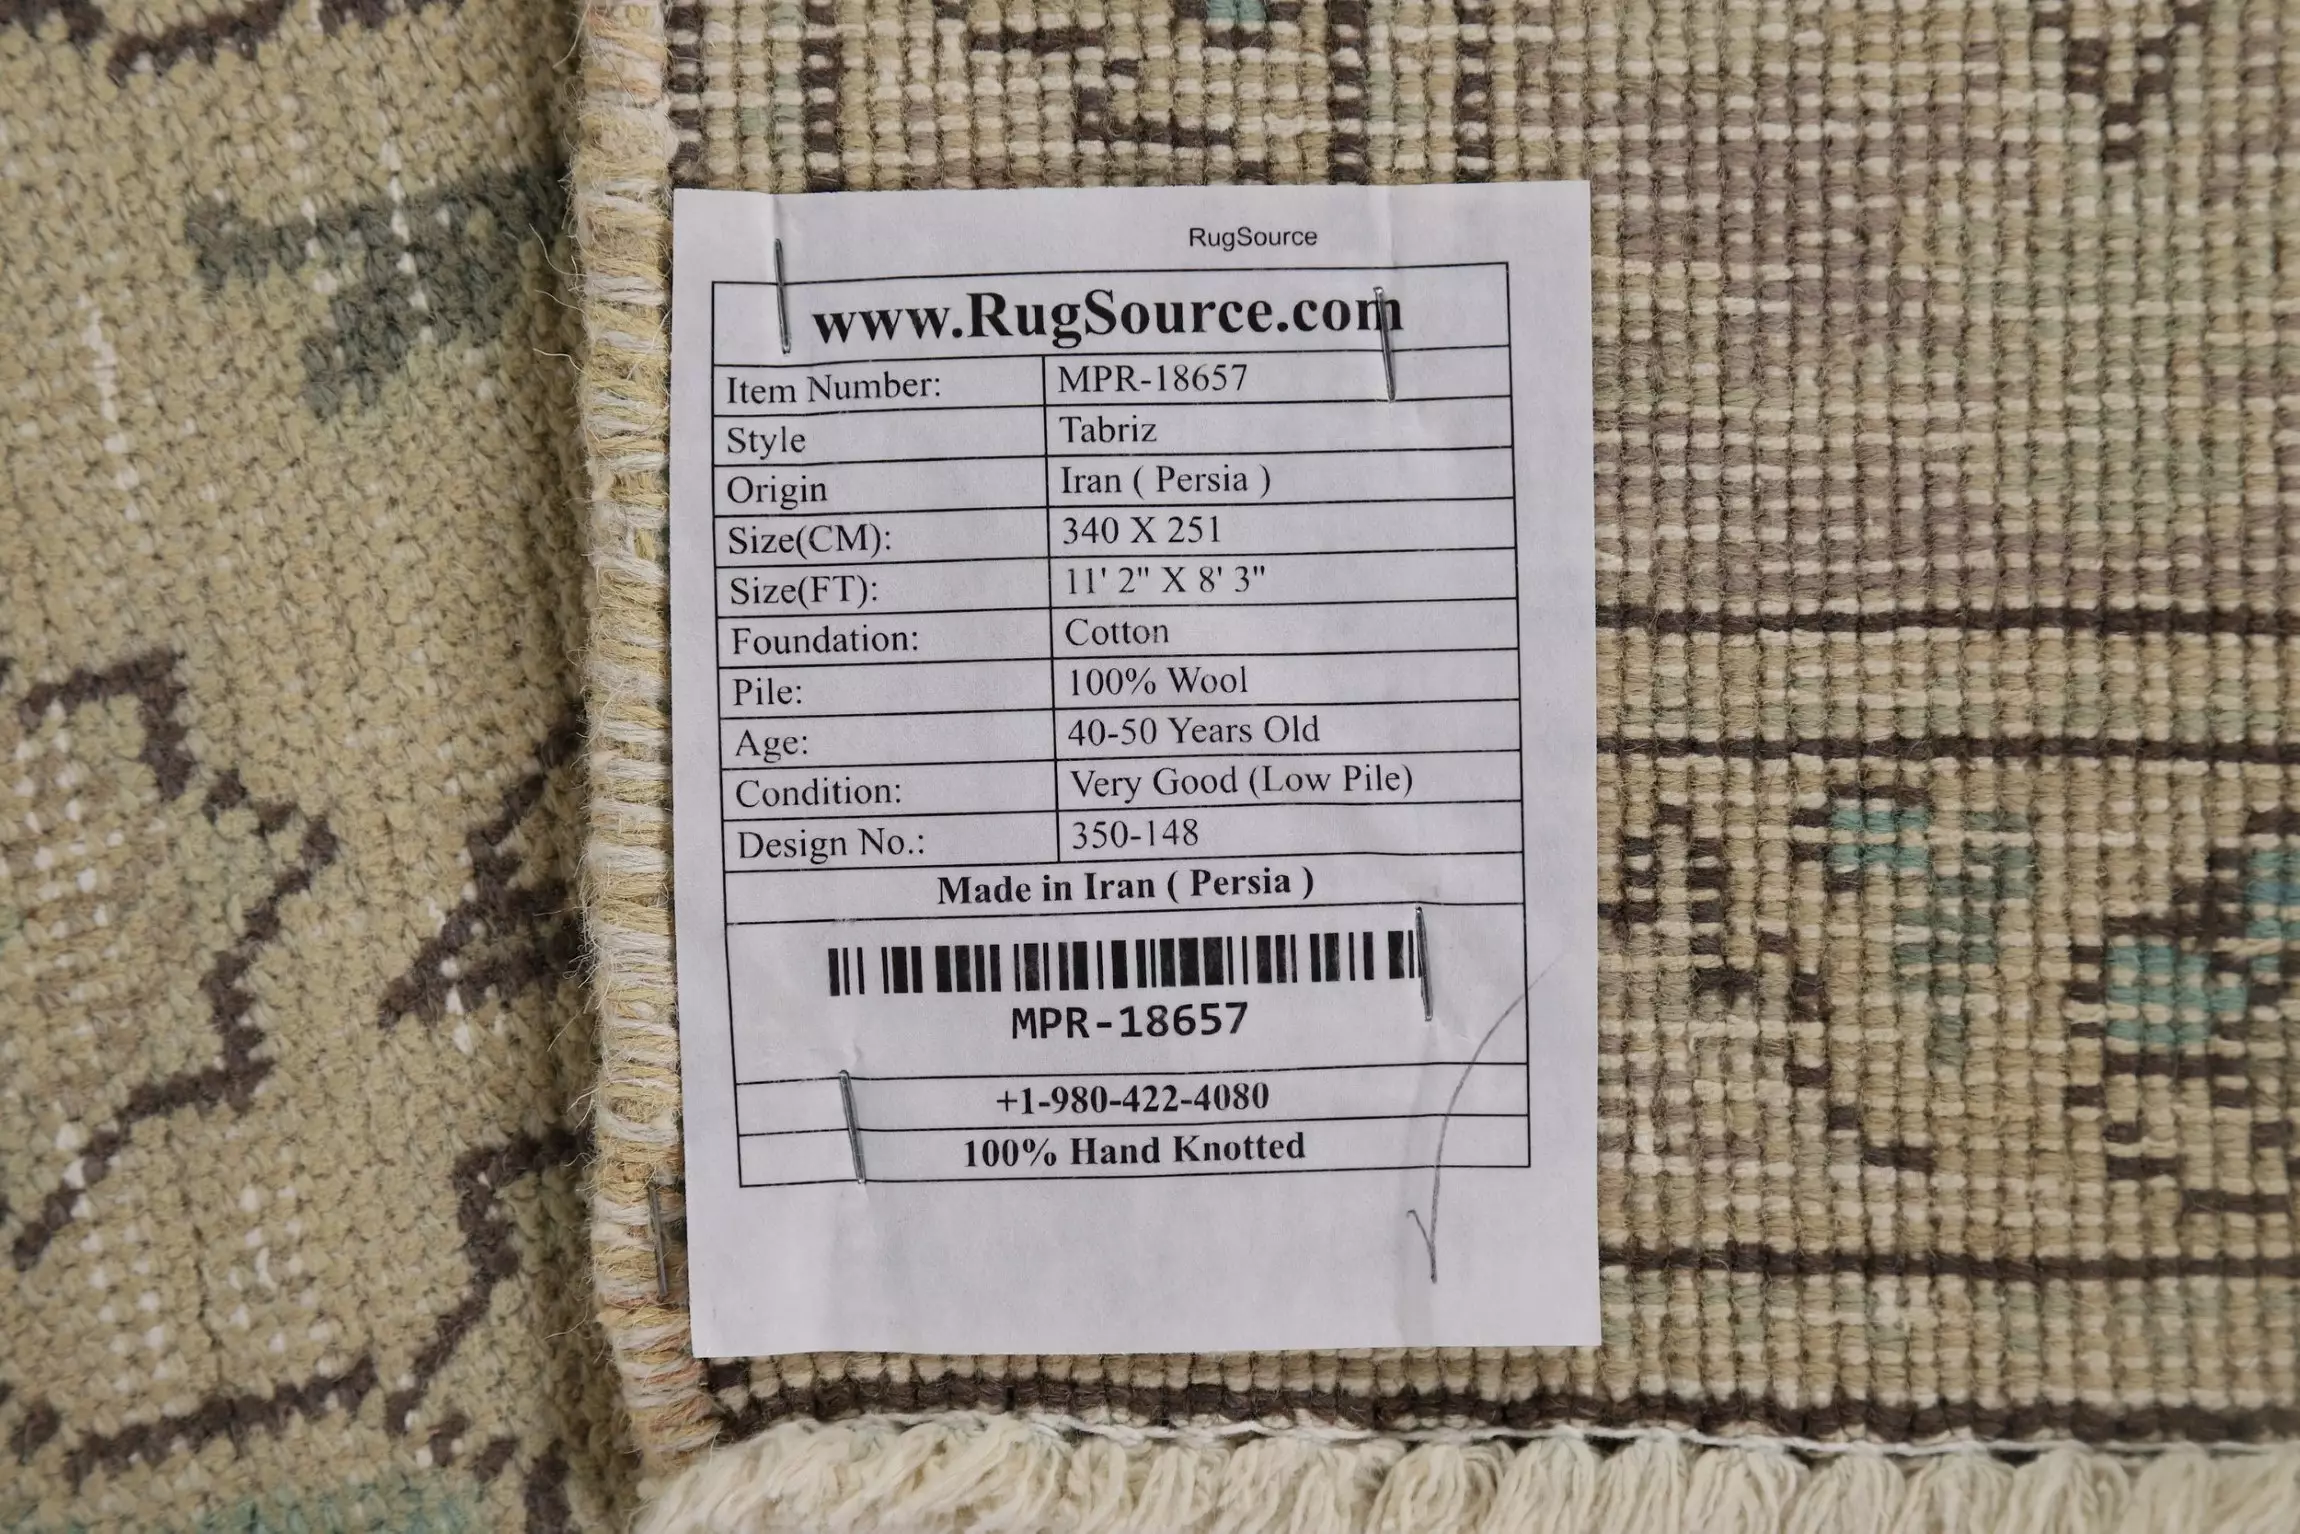 RugSource
www.RugSource.com
Item Number: MPR-18657
Style Tabriz
Origin Iran ( Persia )
Size(CM): 340 X 251
Size(FT): 11' 2" X 8' 3"
Foundation: Cotton
Pile: 100% Wool
Age: 40-50 Years Old
Condition: Very Good (Low Pile)
Design No.: 350-148
Made in Iran ( Persia )
MPR-18657
+1-980-422-4080
100% Hand Knotted